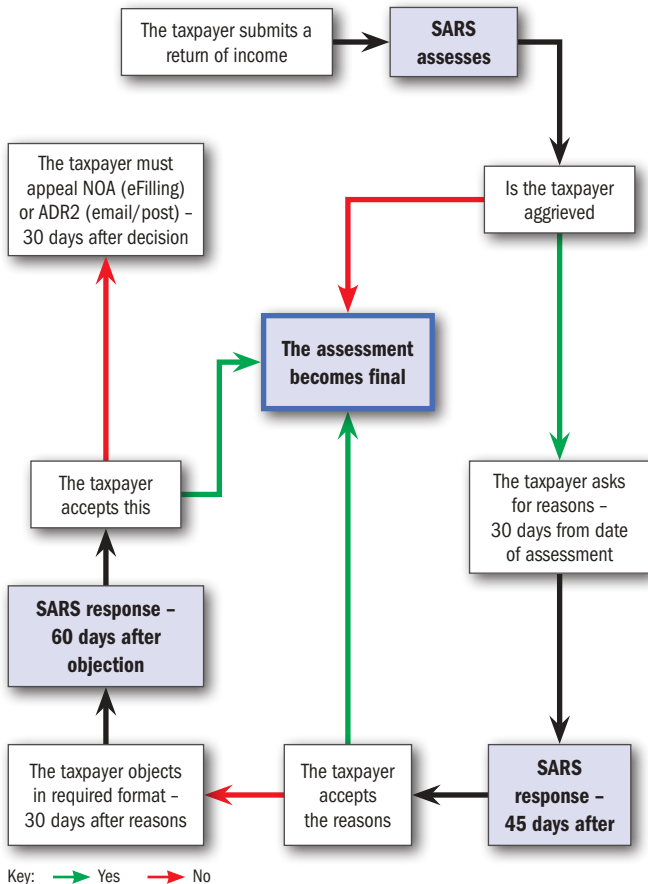 The taxpayer submits a
return of income
SARS
assesses
Is the taxpayer
aggrieved
The taxpayer must
appeal NOA (eFilling)
or ADR2 (email/post) –
30 days after decision
The assessment
becomes final
The taxpayer
accepts this
The taxpayer asks
for reasons –
30 days from date
of assessment
SARS response –
60 days after
objection
The taxpayer objects
in required format –
30 days after reasons
The taxpayer
accepts
the reasons
SARS
response –
45 days after
Key: Yes No